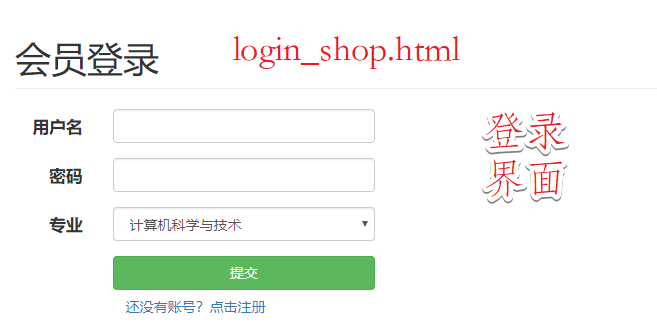 会员登录
login_shop.html
用户名
登录
界面
密码
专业
计算机科学与技术
提交
还没有账号？点击注册